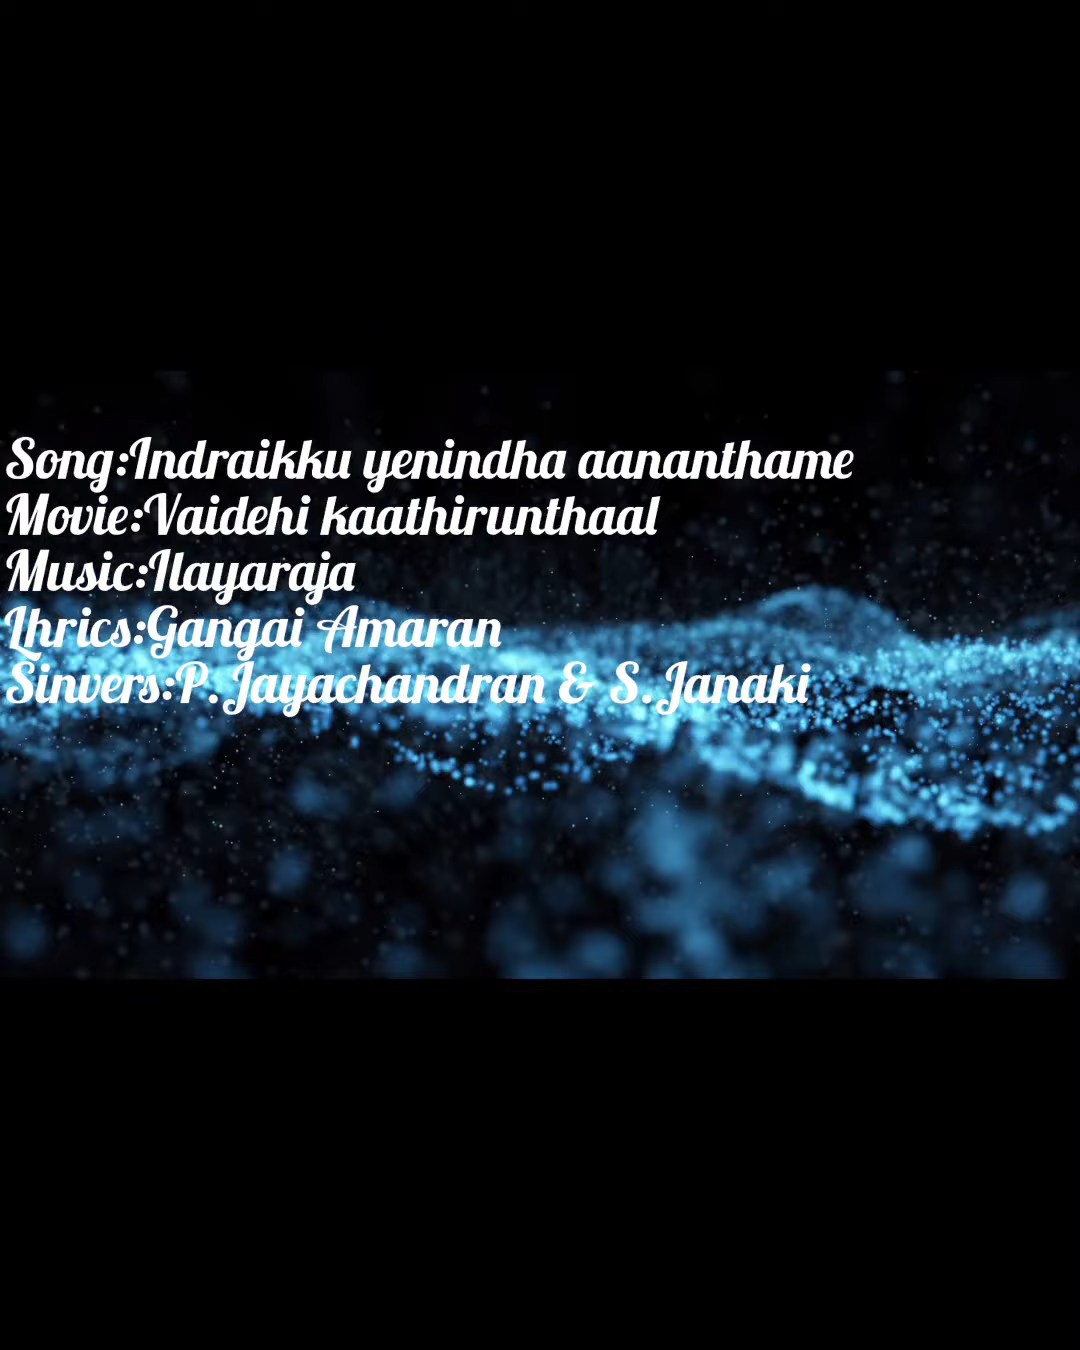 Song:Indraikku yenindha aananthame
Movie:Vaidehi kaathirunthaal
Music:Ilayaraja
Lhrics:Gangai Amaran
Sinvers:P.Jayachandran & S.Janaki